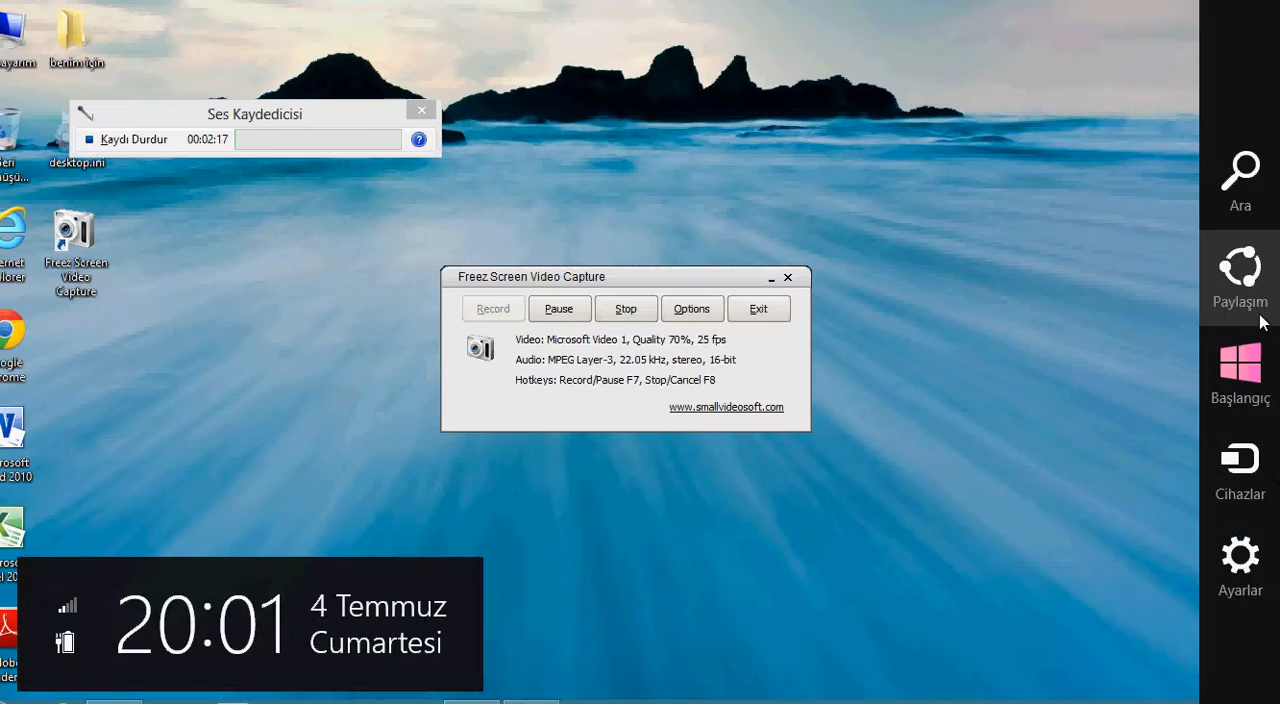 benim için
Ses Kaydedicisi
Kaydı Durdur 00:02:17
desktop.ini
Freez Screen
Video
Capture
Freez Screen Video Capture
Record Pause Stop Options Exit
Video: Microsoft Video 1, Quality 70%, 25 fps
Audio: MPEG Layer-3, 22.05 kHz, stereo, 16-bit
Hotkeys: Record/Pause F7, Stop/Cancel F8
www.smallvideosoft.com
2010
20:01
4 Temmuz
Cumartesi
Ara
Paylaşım
Başlangıç
Cihazlar
Ayarlar